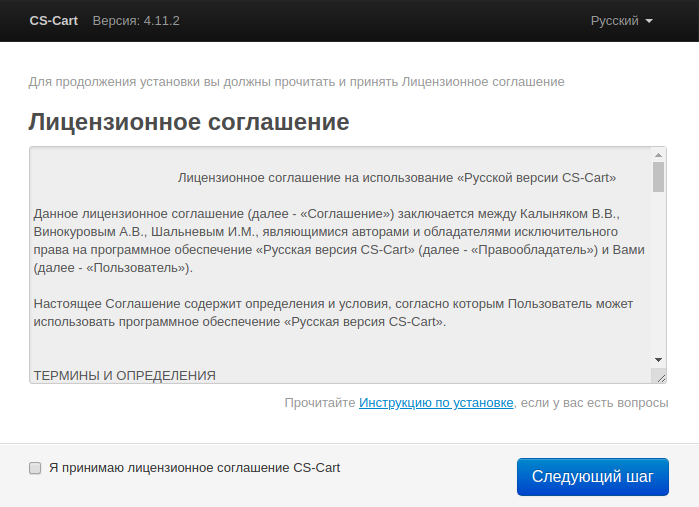 CS-Cart Версия: 4.11.2 Русский
Для продолжения установки вы должны прочитать и принять Лицензионное соглашение
Лицензионное соглашение
Лицензионное соглашение на использование «Русской версии CS-Cart»
Данное лицензионное соглашение (далее - «Соглашение») заключается между Калыняком В.В.,
Винокуровым А.В., Шальневым И.М., являющимися авторами и обладателями исключительного
права на программное обеспечение «Русская версия CS-Cart» (далее - «Правообладатель») и Вами
(далее - «Пользователь»).
Настоящее Соглашение содержит определения и условия, согласно которым Пользователь может
использовать программное обеспечение «Русская версия CS-Cart».
ТЕРМИНЫ И ОПРЕДЕЛЕНИЯ
Прочитайте Инструкцию по установке, если у вас есть вопросы
Я принимаю лицензионное соглашение CS-Cart
Следующий шаг